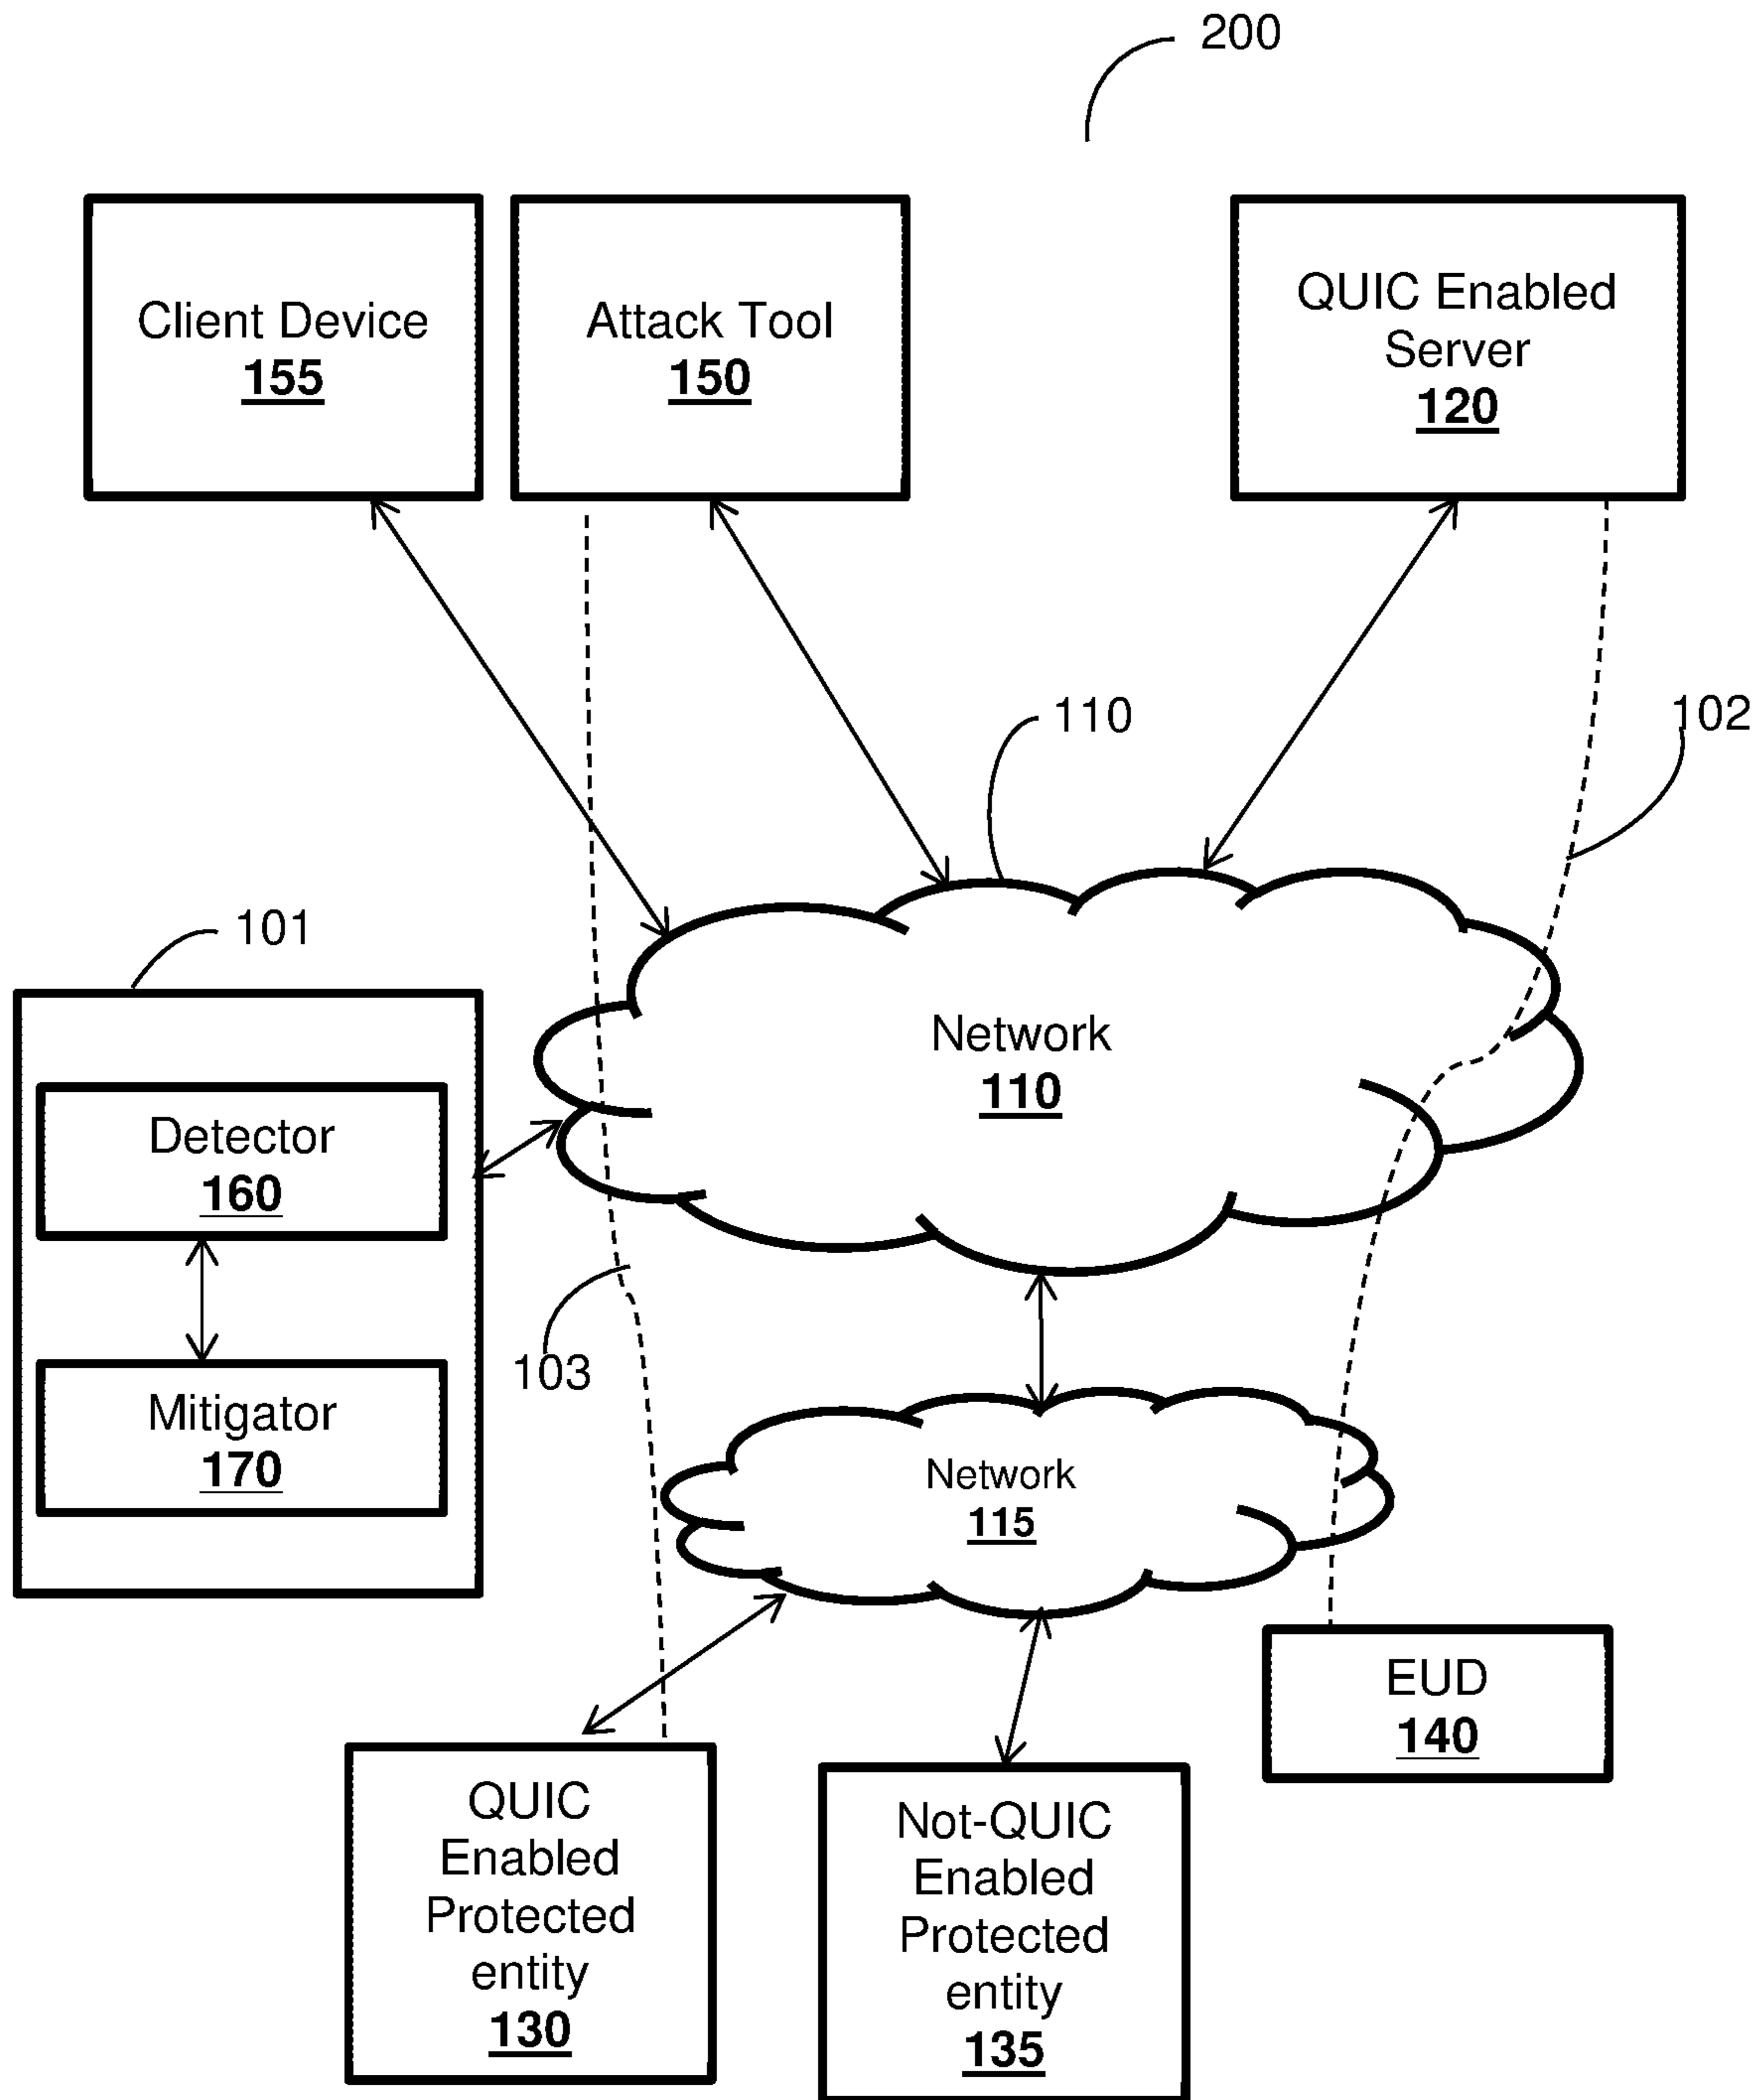 200
Client Device
155
Attack Tool
150
QUIC Enabled
Server
120
110
102
101
Network
110
Detector
160
Mitigator
170
103
Network
115
EUD
140
QUIC
Enabled
Protected
entity
130
Not-QUIC
Enabled
Protected
entity
135